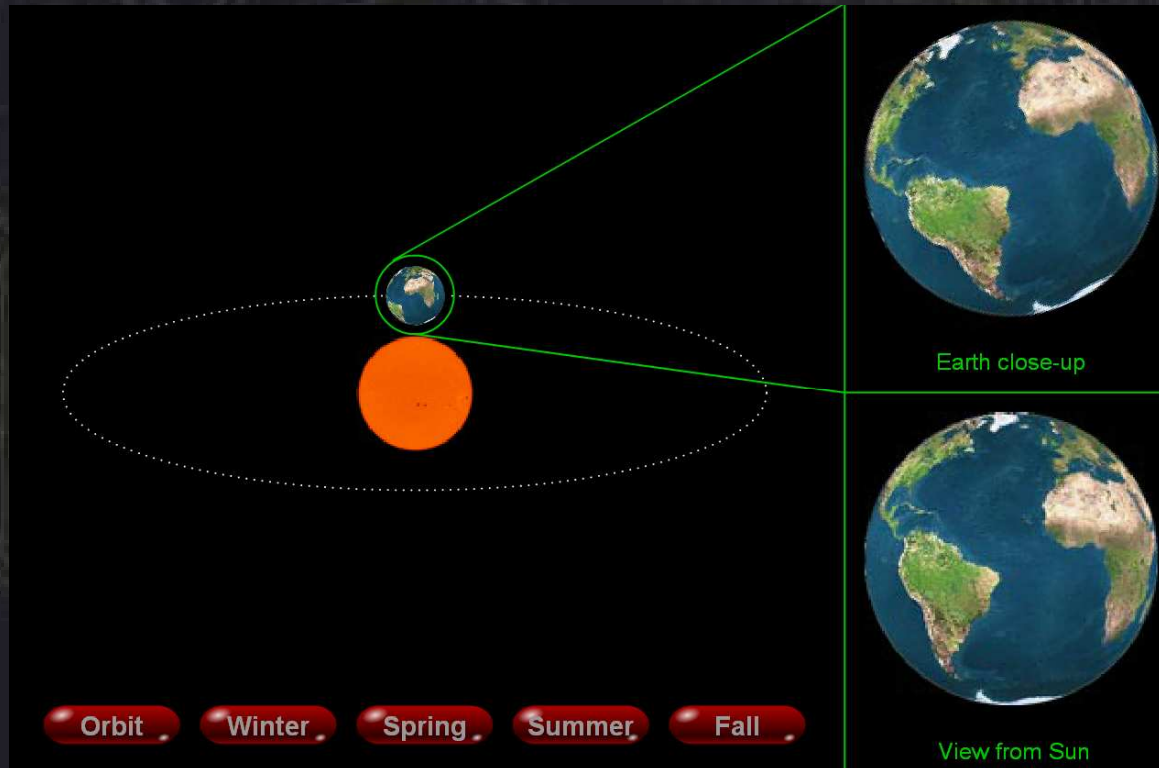 Earth close-up
View from Sun
Orbit
Winter
Spring
Summer
Fall